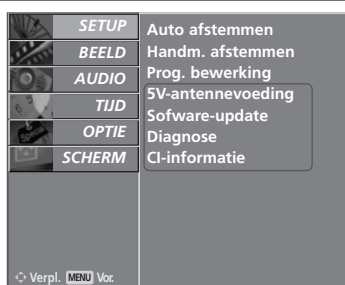 SETUP
BEELD
AUDIO
TIJD
OPTIE
SCHERM
Auto afstemmen
Handm. afstemmen
Prog. bewerking
5V-antennevoeding
Sofware-update
Diagnose
CI-informatie
Verpl. MENU Vor.